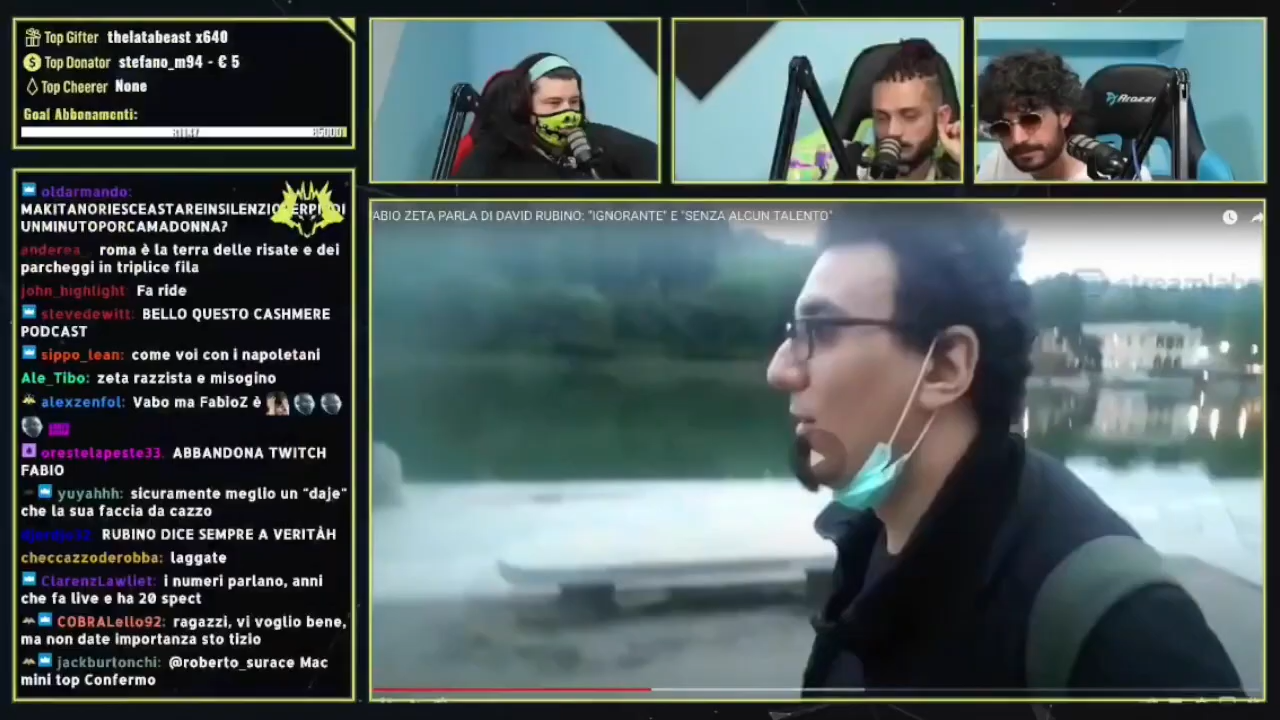 Top Gifter thelatabeast x640
Top Donator stefano_m94 - € 5
Top Cheerer None
Goal Abbonamenti:
oldarmando:
UNMINUTOPORCAMADONNA?
anderea_ roma è la terra delle risate e dei
parcheggi in triplice fila
john_highlight Fa ride
stevedewitt: BELLO QUESTO CASHMERE
PODCAST
sippo_lean: come voi con i napoletani
Ale_Tibo: zeta razzista e misogino
alexzenfol: Vabo ma FabioZ è
orestelapeste33. ABBANDONA TWITCH
FABIO
yuyahhh: sicuramente meglio un "daje"
che la sua faccia da cazzo
RUBINO DICE SEMPRE A VERITÀH
checcazzoderobba: laggate
ClarenzLawliet: i numeri parlano, anni
che fa live e ha 20 spect
COBRALello92: ragazzi, vi voglio bene,
ma non date importanza sto tizio
jackburtonchi: @roberto_surace Mac
mini top Confermo
Arozzi
ABIO ZETA PARLA DI DAVID RUBINO: "IGNORANTE" E "SENZA ALCUN TALENTO"
streamlabs